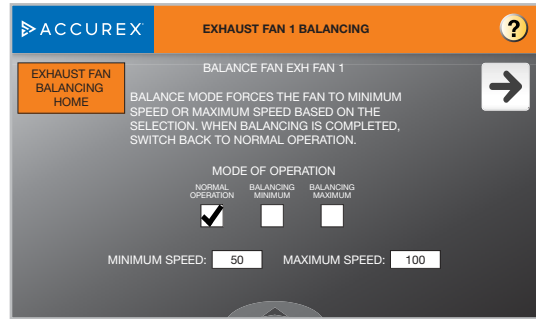 ACCUREX
EXHAUST FAN 1 BALANCING
?
EXHAUST FAN
BALANCING
HOME
BALANCE FAN EXH FAN 1
BALANCE MODE FORCES THE FAN TO MINIMUM
SPEED OR MAXIMUM SPEED BASED ON THE
SELECTION. WHEN BALANCING IS COMPLETED,
SWITCH BACK TO NORMAL OPERATION.
MODE OF OPERATION
NORMAL
OPERATION
BALANCING
MINIMUM
BALANCING
MAXIMUM
MINIMUM SPEED: 50 MAXIMUM SPEED: 100